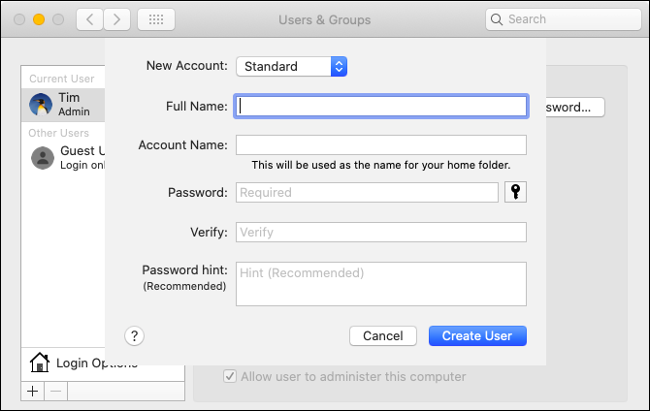 Users & Groups
Search
Current User
Tim
Admin
Other Users
Guest U
Login onl
Login Options
+ −
New Account: Standard
Full Name:
Account Name:
This will be used as the name for your home folder.
Password: Required
Verify: Verify
Password hint: Hint (Recommended)
(Recommended)
? Cancel Create User
sword...
Allow user to administer this computer